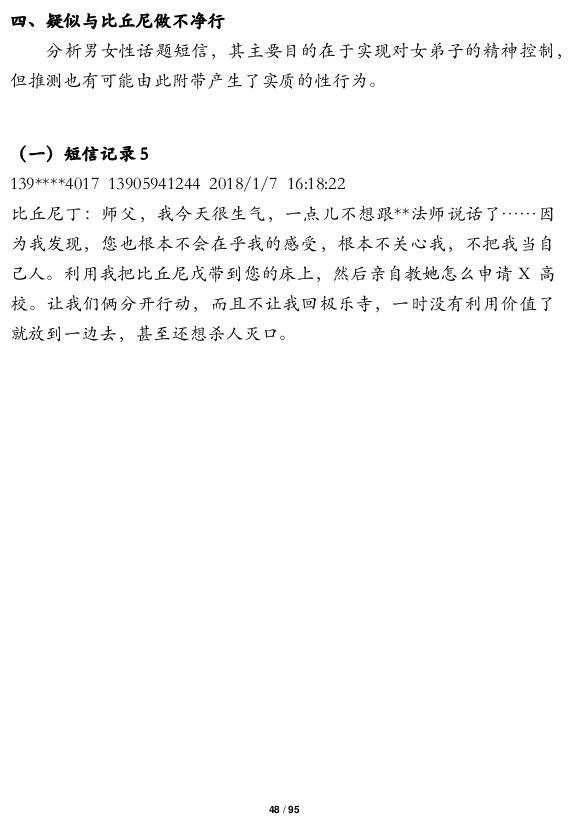 四、疑似与比丘尼做不净行
分析男女性话题短信，其主要目的在于实现对女弟子的精神控制，
但推测也有可能由此附带产生了实质的性行为。
（一）短信记录 5
139****4017 13905941244 2018/1/7 16:18:22
比丘尼丁：师父，我今天很生气，一点儿不想跟**法师说话了……因
为我发现，您也根本不会在乎我的感受，根本不关心我，不把我当自
己人。利用我把比丘尼戊带到您的床上，然后亲自教她怎么申请 X 高
校。让我们俩分开行动，而且不让我回极乐寺，一时没有利用价值了
就放到一边去，甚至还想杀人灭口。
48 / 95